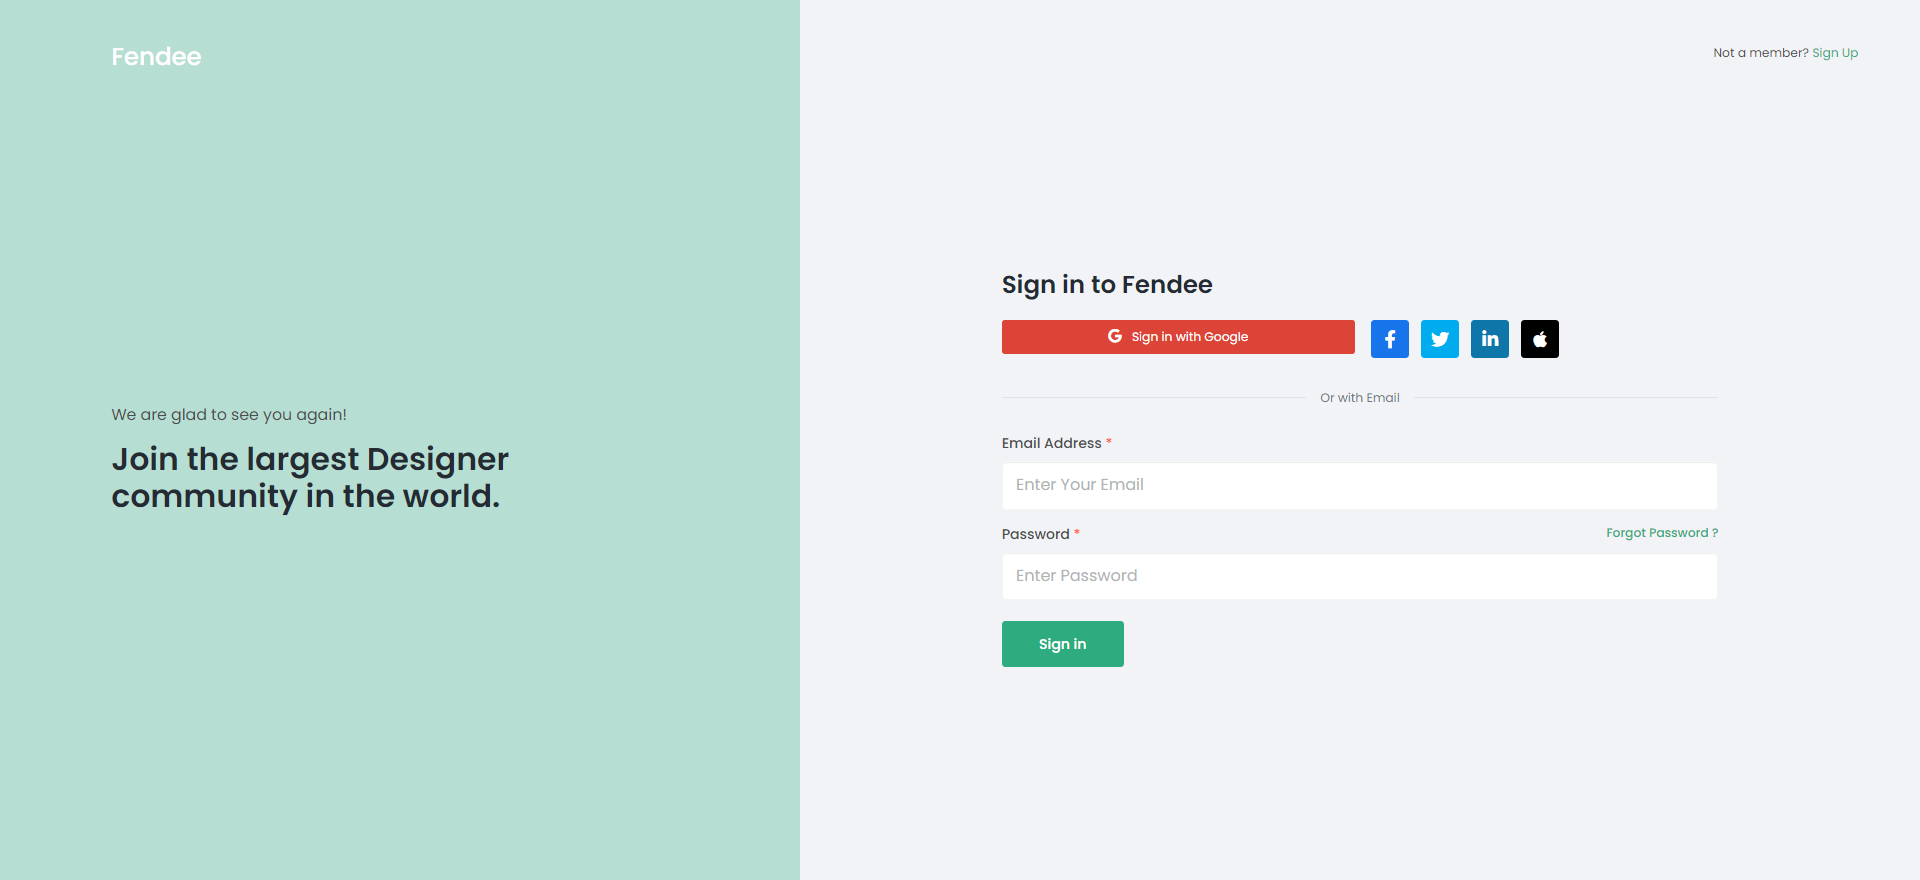 Fendee
Not a member? Sign Up
We are glad to see you again!
Join the largest Designer
community in the world.
Sign in to Fendee
Sign in with Google
Or with Email
Email Address *
Enter Your Email
Password *
Forgot Password ?
Enter Password
Sign in